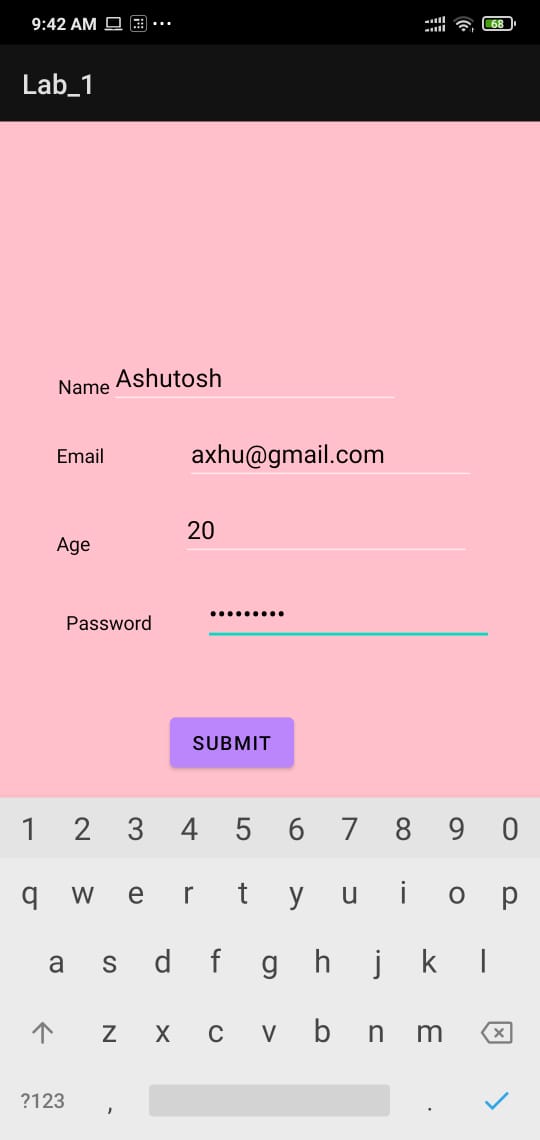 9:42 AM 68
Lab_1
Name Ashutosh
Email axhu@gmail.com
Age 20
Password •••••••••
SUBMIT
1 2 3 4 5 6 7 8 9 0
q w e r t y u i o p
a s d f g h j k l
z x c v b n m
?123 , .